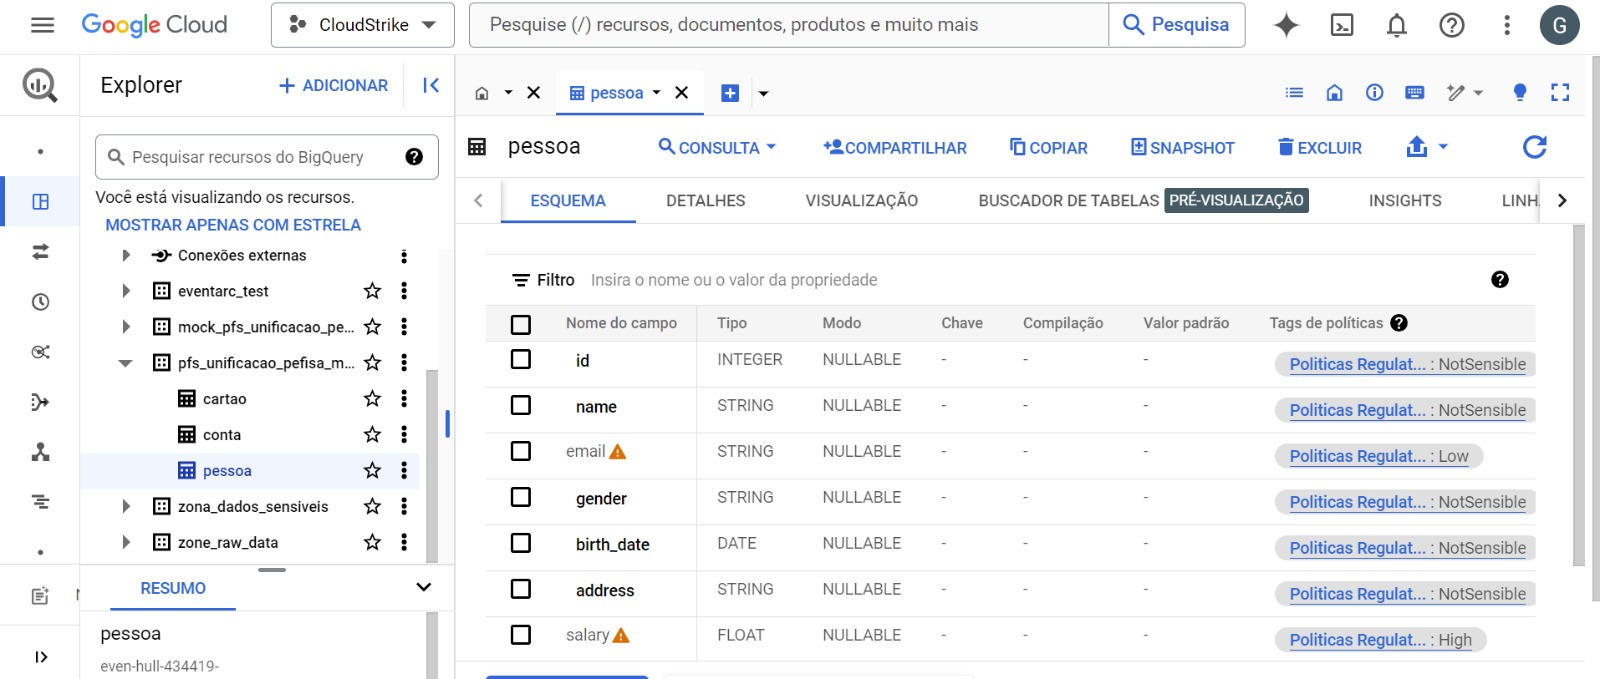 Google Cloud
CloudStrike
Pesquise (/) recursos, documentos, produtos e muito mais
Pesquisa
G
Explorer
+ ADICIONAR
Pesquisar recursos do BigQuery
Você está visualizando os recursos.
MOSTRAR APENAS COM ESTRELA
Conexões externas
eventarc_test
mock_pfs_unificacao_pe...
pfs_unificacao_pefisa_m...
cartao
conta
pessoa
zona_dados_sensiveis
zone_raw_data
RESUMO
pessoa
even-hull-434419-
pessoa
pessoa
CONSULTA
COMPARTILHAR
COPIAR
SNAPSHOT
EXCLUIR
ESQUEMA DETALHES VISUALIZAÇÃO BUSCADOR DE TABELAS PRÉ-VISUALIZAÇÃO INSIGHTS LINH
Filtro Insira o nome ou o valor da propriedade
Nome do campo Tipo Modo Chave Compilação Valor padrão Tags de políticas
id INTEGER NULLABLE - - - Politicas Regulat... : NotSensible
name STRING NULLABLE - - - Politicas Regulat... : NotSensible
email STRING NULLABLE - - - Politicas Regulat... : Low
gender STRING NULLABLE - - - Politicas Regulat... : NotSensible
birth_date DATE NULLABLE - - - Politicas Regulat... : NotSensible
address STRING NULLABLE - - - Politicas Regulat... : NotSensible
salary FLOAT NULLABLE - - - Politicas Regulat... : High